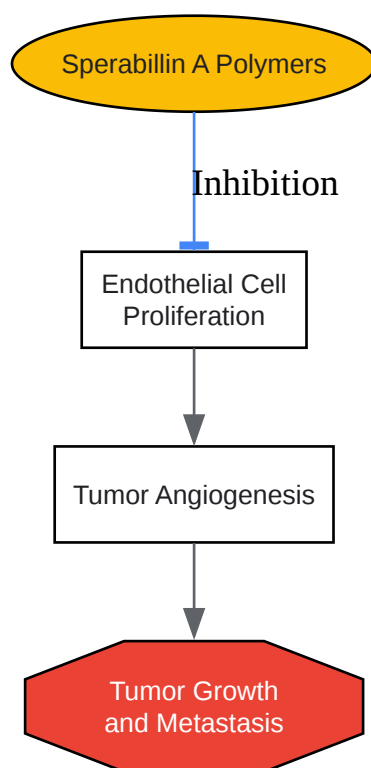 Sperabillin A Polymers
Inhibition
Endothelial Cell
Proliferation
Tumor Angiogenesis
Tumor Growth
and Metastasis